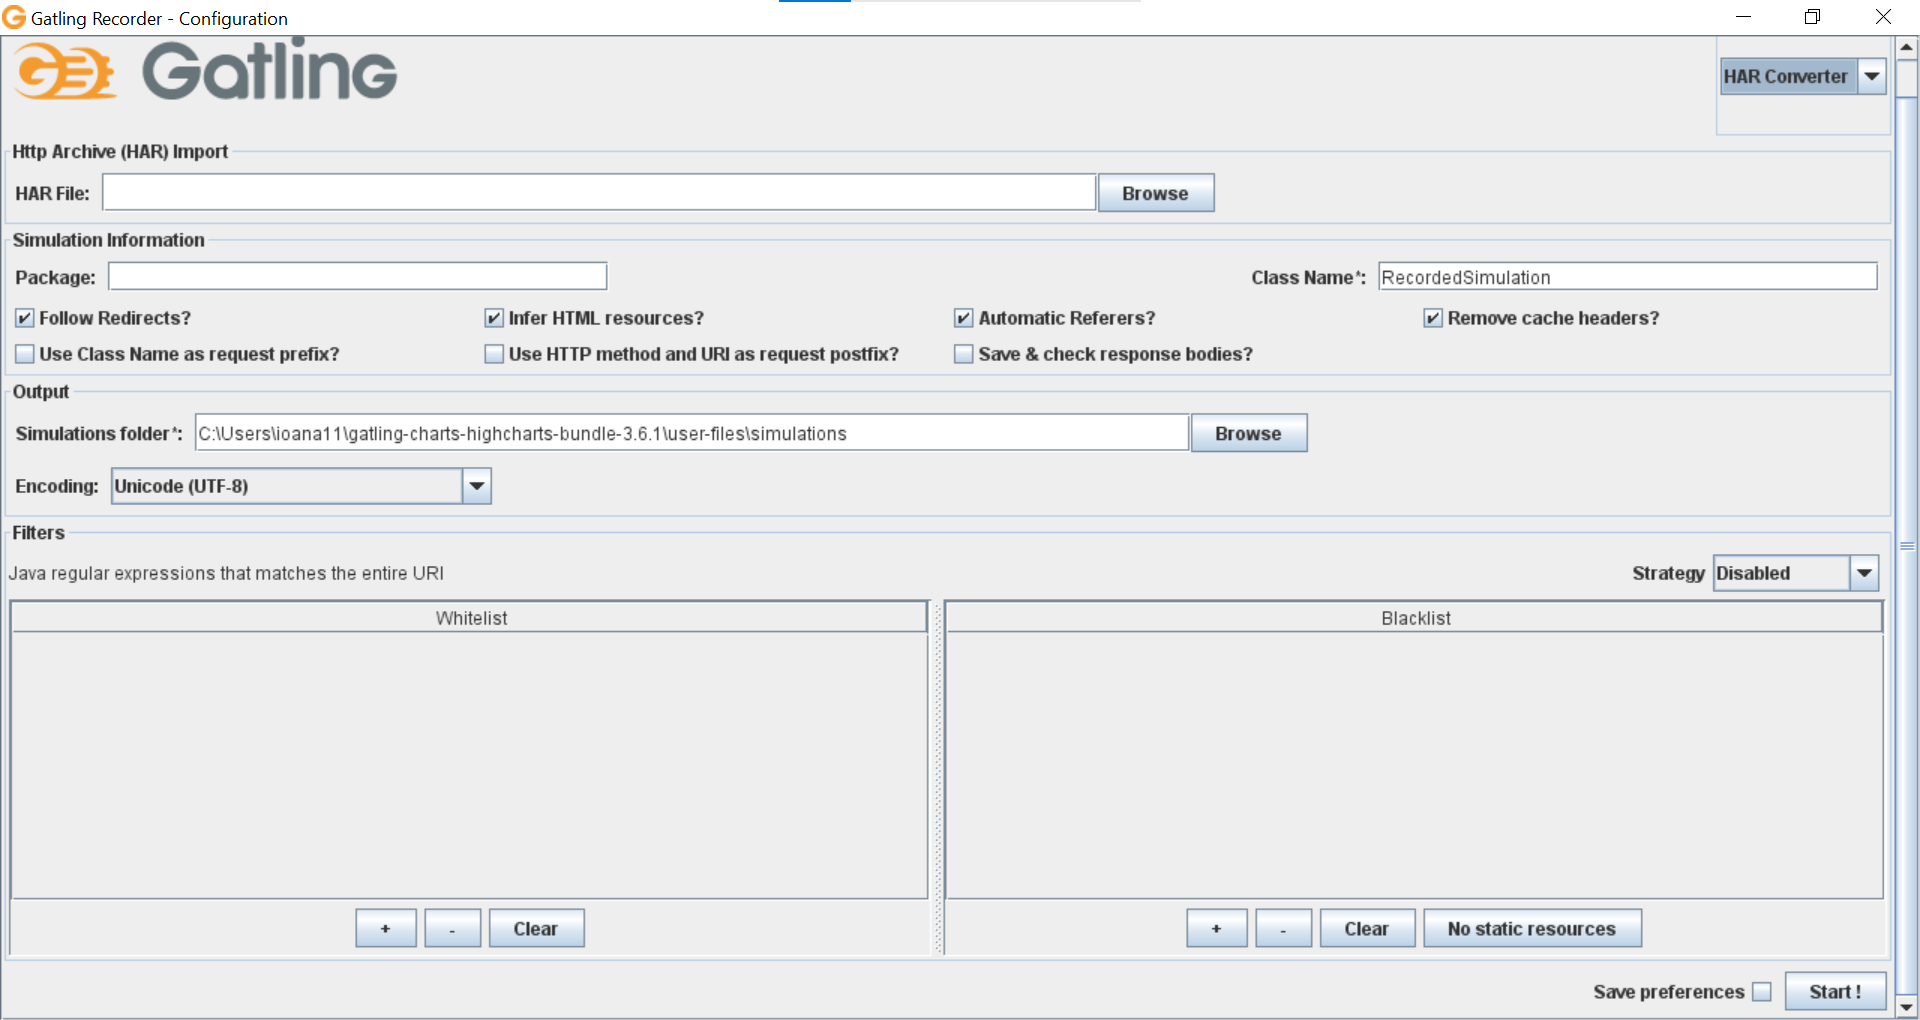 Gatling Recorder - Configuration
Gatling
HAR Converter
Http Archive (HAR) Import
HAR File:
Browse
Simulation Information
Package:
Class Name*:
RecordedSimulation
Follow Redirects?
Infer HTML resources?
Automatic Referers?
Remove cache headers?
Use Class Name as request prefix?
Use HTTP method and URI as request postfix?
Save & check response bodies?
Output
Simulations folder*:
C:\Users\ioana11\gatling-charts-highcharts-bundle-3.6.1\user-files\simulations
Browse
Encoding:
Unicode (UTF-8)
Filters
Java regular expressions that matches the entire URI
Strategy
Disabled
Whitelist
Blacklist
+
-
Clear
+
-
Clear
No static resources
Save preferences
Start !